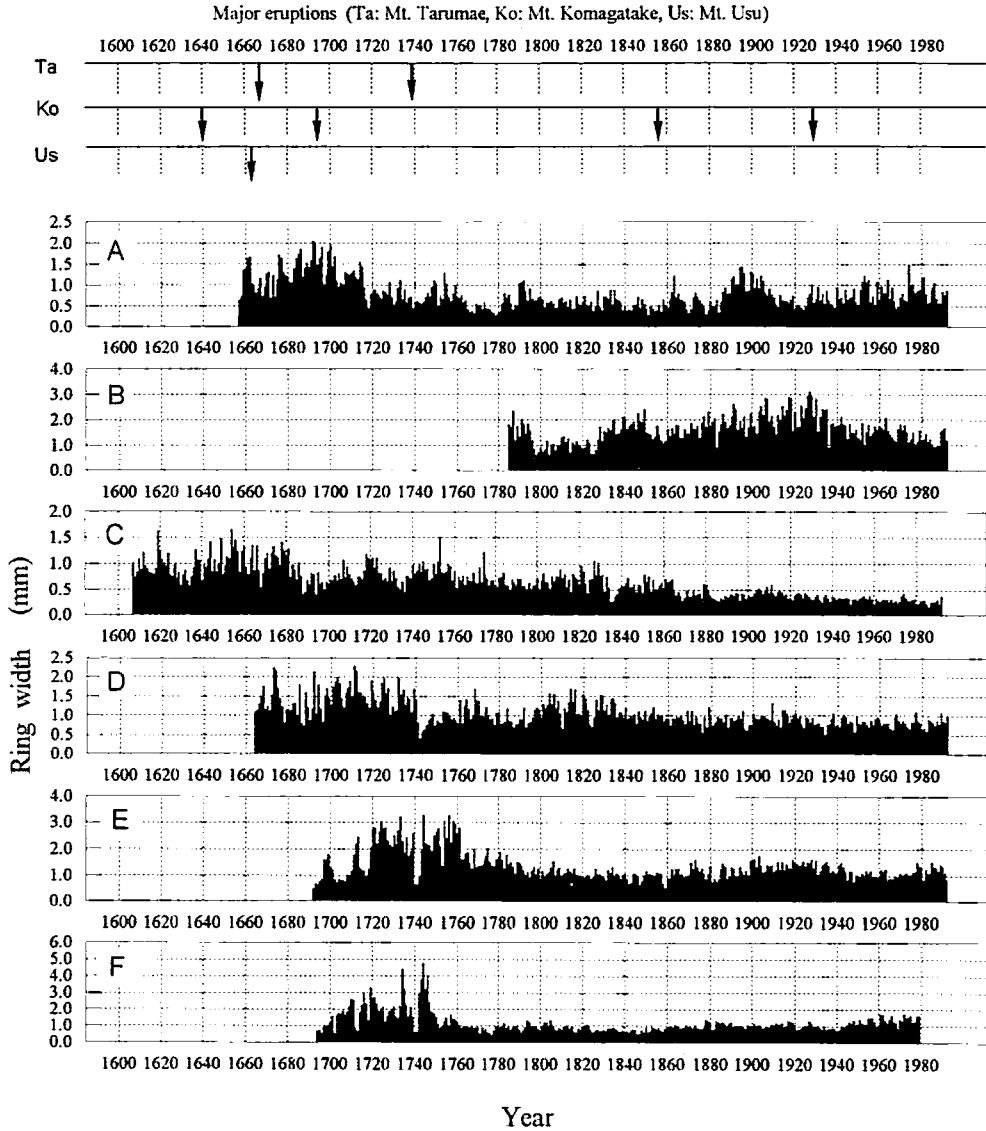 Major eruptions (Ta: Mt. Tarumae, Ko: Mt. Komagatake, Us: Mt. Usu)
1600 1620 1640 1660 1680 1700 1720 1740 1760 1780 1800 1820 1840 1860 1880 1900 1920 1940 1960 1980
Ta
Ko
Us
2.5
2.0
1.5
1.0
0.5
0.0
A
1600 1620 1640 1660 1680 1700 1720 1740 1760 1780 1800 1820 1840 1860 1880 1900 1920 1940 1960 1980
4.0
3.0
2.0
1.0
0.0
B
1600 1620 1640 1660 1680 1700 1720 1740 1760 1780 1800 1820 1840 1860 1880 1900 1920 1940 1960 1980
2.0
1.5
1.0
0.5
0.0
C
1600 1620 1640 1660 1680 1700 1720 1740 1760 1780 1800 1820 1840 1860 1880 1900 1920 1940 1960 1980
2.5
2.0
1.5
1.0
0.5
0.0
D
1600 1620 1640 1660 1680 1700 1720 1740 1760 1780 1800 1820 1840 1860 1880 1900 1920 1940 1960 1980
4.0
3.0
2.0
1.0
0.0
E
1600 1620 1640 1660 1680 1700 1720 1740 1760 1780 1800 1820 1840 1860 1880 1900 1920 1940 1960 1980
6.0
5.0
4.0
3.0
2.0
1.0
0.0
F
1600 1620 1640 1660 1680 1700 1720 1740 1760 1780 1800 1820 1840 1860 1880 1900 1920 1940 1960 1980
Ring width (mm)
Year